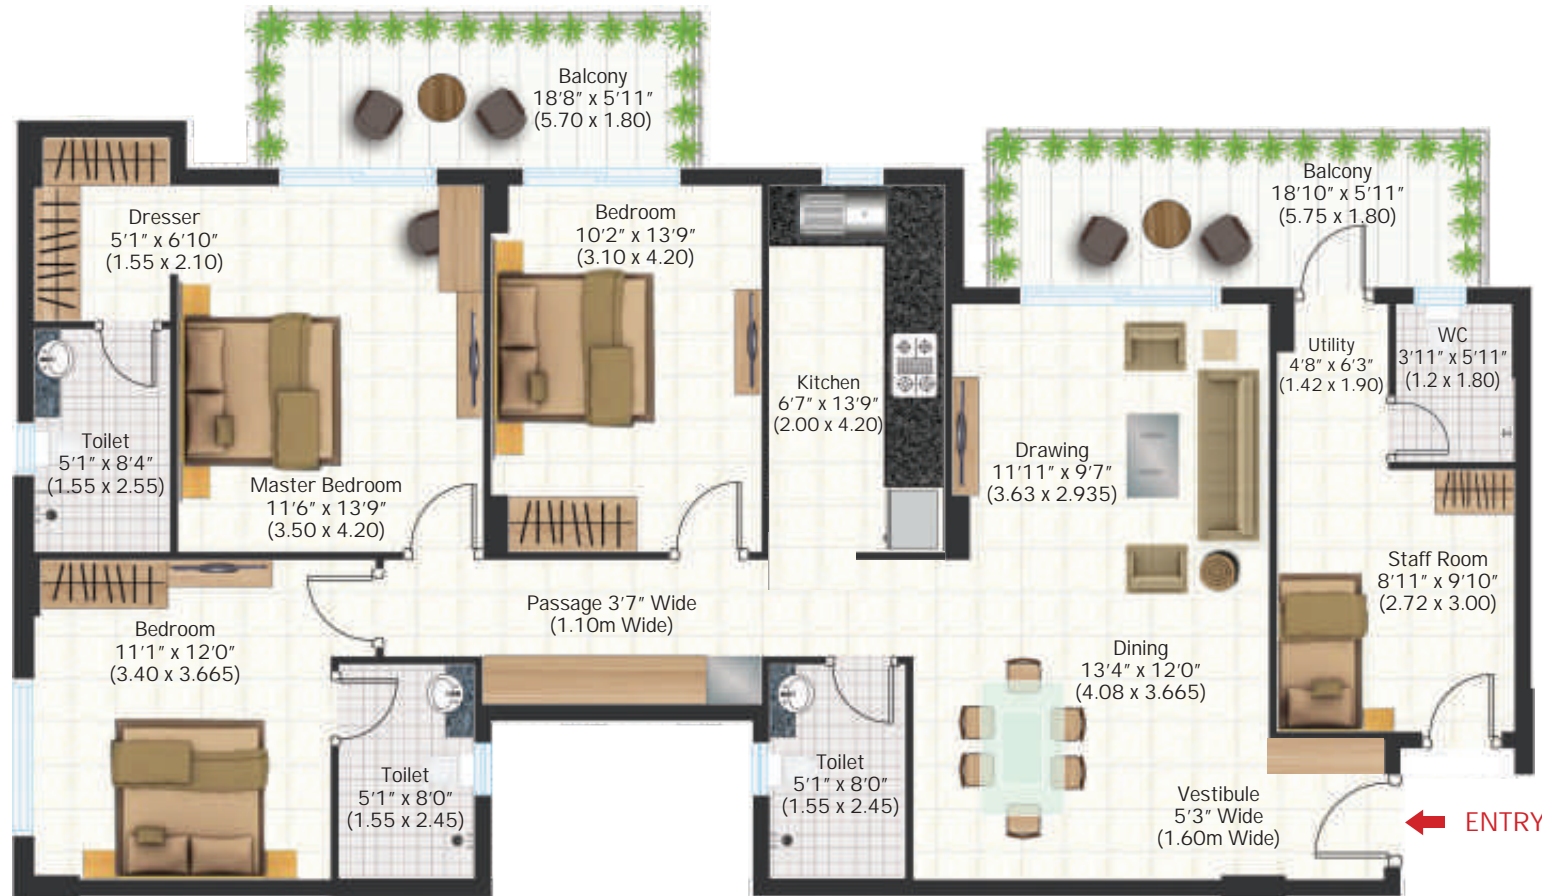 Balcony
18'8" x 5'11"
(5.70 x 1.80)
Balcony
18'10" x 5'11"
(5.75 x 1.80)
Dresser
5'1" x 6'10"
(1.55 x 2.10)
Bedroom
10'2" x 13'9"
(3.10 x 4.20)
Utility
4'8" x 6'3"
(1.42 x 1.90)
WC
3'11" x 5'11"
(1.2 x 1.80)
Kitchen
6'7" x 13'9"
(2.00 x 4.20)
Toilet
5'1" x 8'4"
(1.55 x 2.55)
Master Bedroom
11'6" x 13'9"
(3.50 x 4.20)
Drawing
11'11" x 9'7"
(3.63 x 2.935)
Staff Room
8'11" x 9'10"
(2.72 x 3.00)
Passage 3'7" Wide
(1.10m Wide)
Bedroom
11'1" x 12'0"
(3.40 x 3.665)
Dining
13'4" x 12'0"
(4.08 x 3.665)
Toilet
5'1" x 8'0"
(1.55 x 2.45)
Toilet
5'1" x 8'0"
(1.55 x 2.45)
Vestibule
5'3" Wide
(1.60m Wide)
ENTRY